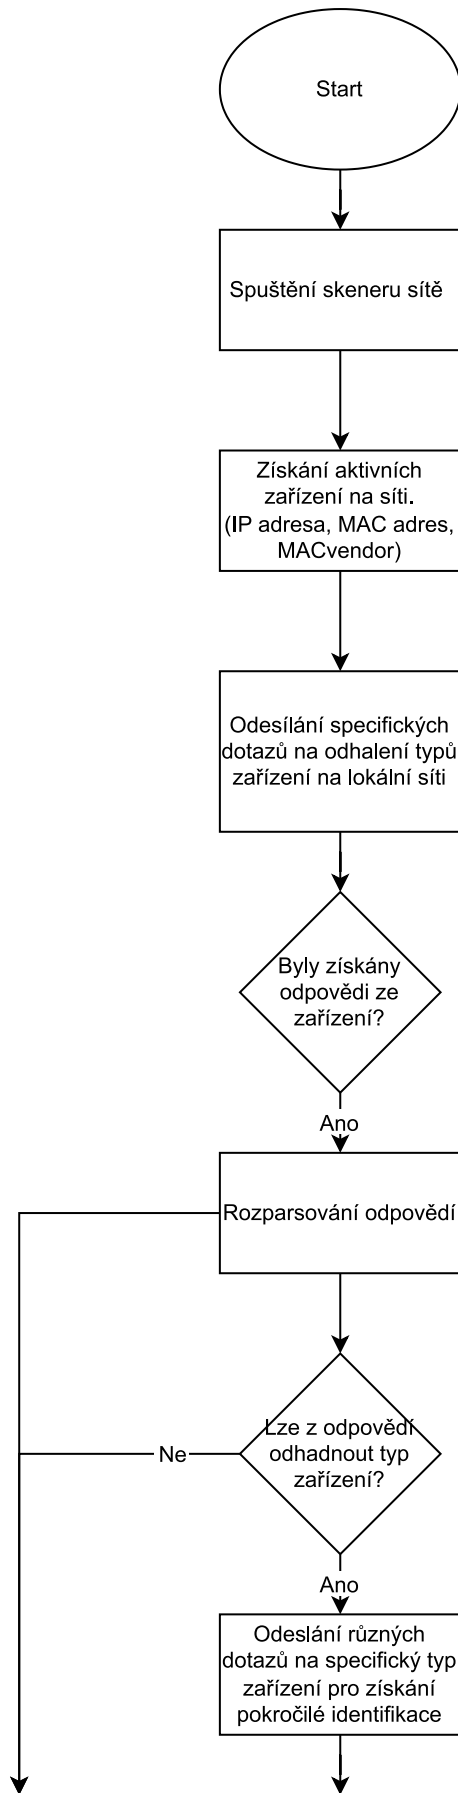 Start
Spuštění skeneru sítě
Získání aktivních
zařízení na síti.
(IP adresa, MAC adres,
MACvendor)
Odesílání specifických
dotazů na odhalení typů
zařízení na lokální síti
Byly získány
odpovědi ze
zařízení?
Ano
Rozparsování odpovědí
Lze z odpovědí
odhadnout typ
zařízení?
Ne
Ano
Odeslání různých
dotazů na specifický typ
zařízení pro získání
pokročilé identifikace